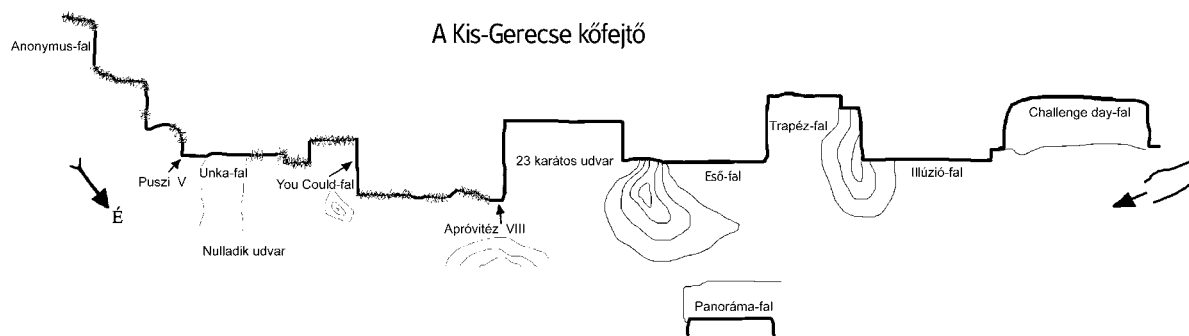 A Kis-Gerecse kőfejtő
Anonymus-fal
Puszi V
Unka-fal
You Could-fal
23 karátos udvar
Eső-fal
Trapéz-fal
Illúzió-fal
Challenge day-fal
É
Nulladik udvar
Apróvitéz VIII
Panoráma-fal